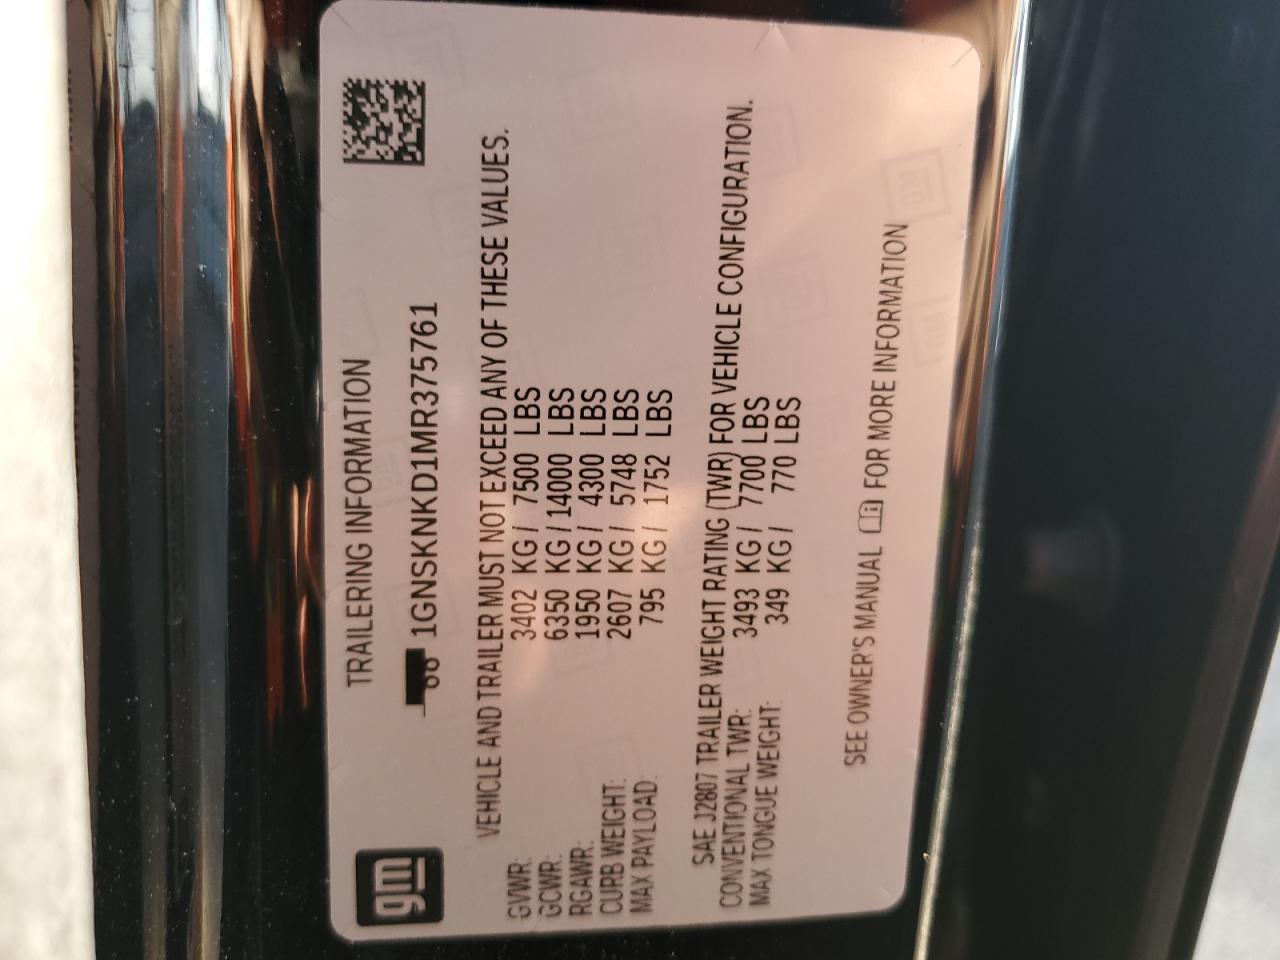 gm
TRAILERING INFORMATION
1GNSKNKD1MR375761
VEHICLE AND TRAILER MUST NOT EXCEED ANY OF THESE VALUES.
GVWR: 3402 KG / 7500 LBS
GCWR: 6350 KG / 14000 LBS
RGAWR: 1950 KG / 4300 LBS
CURB WEIGHT: 2607 KG / 5748 LBS
MAX PAYLOAD: 795 KG / 1752 LBS
SAE J2807 TRAILER WEIGHT RATING (TWR) FOR VEHICLE CONFIGURATION.
CONVENTIONAL TWR: 3493 KG / 7700 LBS
MAX TONGUE WEIGHT: 349 KG / 770 LBS
SEE OWNER'S MANUAL FOR MORE INFORMATION